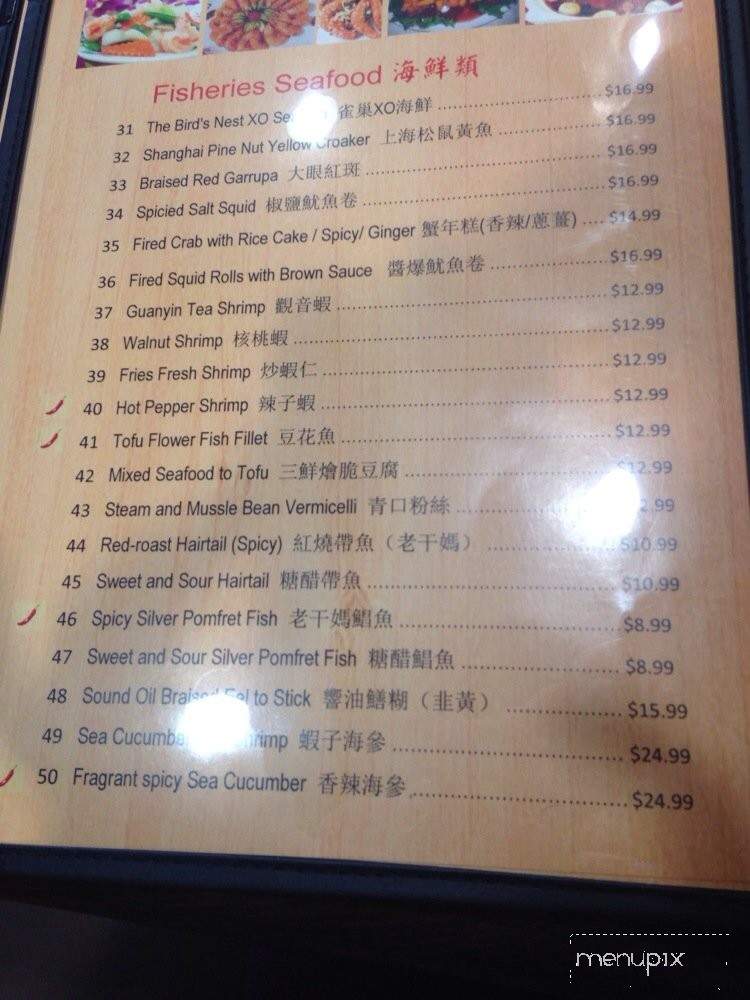 Fisheries Seafood 海鮮類
31 The Bird's Nest XO 雀巢XO海鮮 $16.99
32 Shanghai Pine Nut Yellow Croaker 上海松鼠黃魚 $16.99
33 Braised Red Garrupa 大眼紅斑 $16.99
34 Spicied Salt Squid 椒鹽魷魚卷 $16.99
35 Fired Crab with Rice Cake / Spicy/ Ginger 蟹年糕(香辣/蔥薑) $14.99
36 Fired Squid Rolls with Brown Sauce 醬爆魷魚卷 $16.99
37 Guanyin Tea Shrimp 觀音蝦 $12.99
38 Walnut Shrimp 核桃蝦 $12.99
39 Fries Fresh Shrimp 炒蝦仁 $12.99
40 Hot Pepper Shrimp 辣子蝦 $12.99
41 Tofu Flower Fish Fillet 豆花魚 $12.99
42 Mixed Seafood to Tofu 三鮮燴脆豆腐 $12.99
43 Steam and Mussle Bean Vermicelli 青口粉絲
44 Red-roast Hairtail (Spicy) 紅燒帶魚（老干媽） $10.99
45 Sweet and Sour Hairtail 糖醋帶魚 $10.99
46 Spicy Silver Pomfret Fish 老干媽鯧魚 $8.99
47 Sweet and Sour Silver Pomfret Fish 糖醋鯧魚 $8.99
48 Sound Oil Braised Eel to Stick 響油鱔糊（韭黃） $15.99
49 Sea Cucumber 蝦子海參 $24.99
50 Fragrant spicy Sea Cucumber 香辣海參 $24.99
menupix